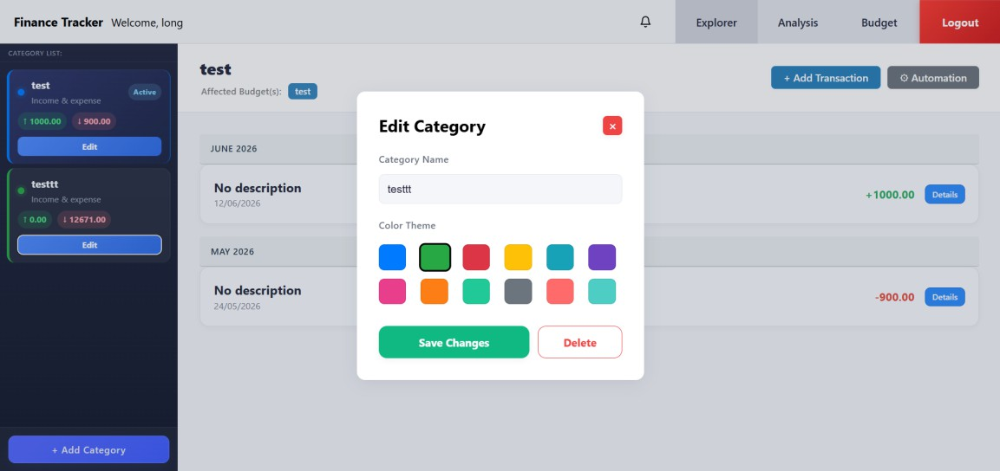 Finance Tracker Welcome, long
Explorer Analysis Budget Logout
CATEGORY LIST:
test
Active
Income & expense
↑ 1000.00 ↓ 900.00
Edit
testtt
Income & expense
↑ 0.00 ↓ 12671.00
Edit
+ Add Category
test
Affected Budget(s): test
+ Add Transaction ⚙ Automation
JUNE 2026
No description
12/06/2026
+1000.00 Details
MAY 2026
No description
24/05/2026
-900.00 Details
Edit Category
×
Category Name
testtt
Color Theme
Save Changes Delete